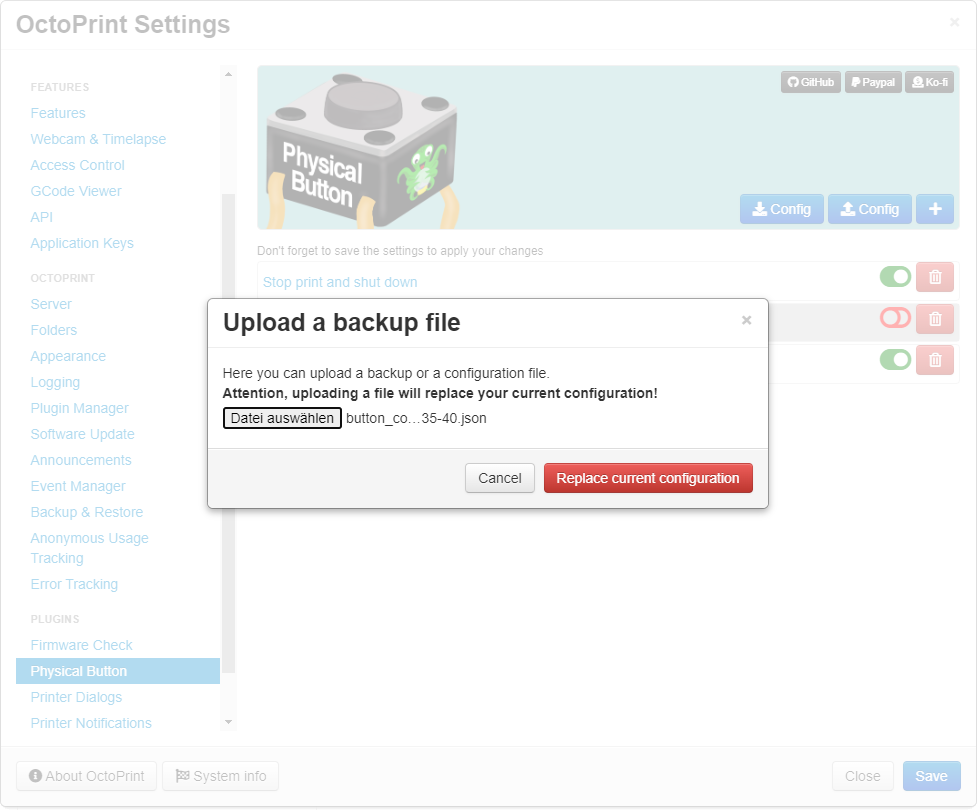 OctoPrint Settings
×
FEATURES
Features
Webcam & Timelapse
Access Control
GCode Viewer
API
Application Keys
OCTOPRINT
Server
Folders
Appearance
Logging
Plugin Manager
Software Update
Announcements
Event Manager
Backup & Restore
Anonymous Usage
Tracking
Error Tracking
PLUGINS
Firmware Check
Physical Button
Printer Dialogs
Printer Notifications
GitHub Paypal Ko-fi
Physical
Button
Config Config +
Don't forget to save the settings to apply your changes
Stop print and shut down
Upload a backup file ×
Here you can upload a backup or a configuration file.
Attention, uploading a file will replace your current configuration!
Datei auswählen button_co…35-40.json
Cancel Replace current configuration
About OctoPrint System info Close Save